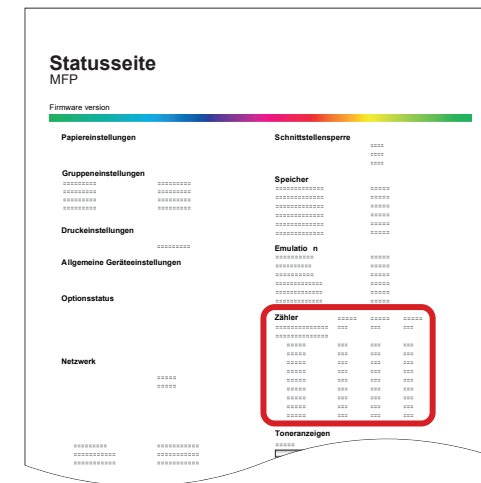 Statusseite
MFP
Firmware version
Papiereinstellungen
Gruppeneinstellungen
Druckeinstellungen
Allgemeine Geräteeinstellungen
Optionsstatus
Netzwerk
Schnittstellensperre
Speicher
Emulatio n
Zähler
Toneranzeigen